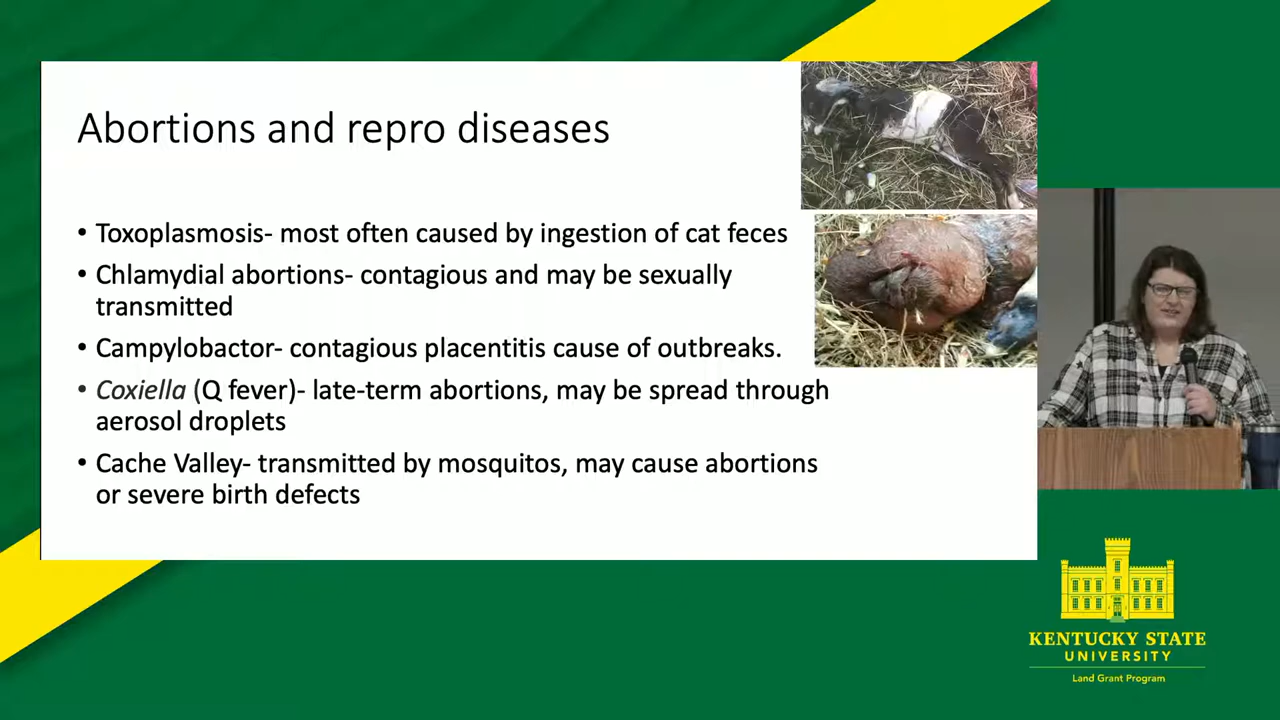 Abortions and repro diseases
• Toxoplasmosis- most often caused by ingestion of cat feces
• Chlamydial abortions- contagious and may be sexually
transmitted
• Campylobactor- contagious placentitis cause of outbreaks.
• Coxiella (Q fever)- late-term abortions, may be spread through
aerosol droplets
• Cache Valley- transmitted by mosquitos, may cause abortions
or severe birth defects
KENTUCKY STATE
UNIVERSITY
Land Grant Program